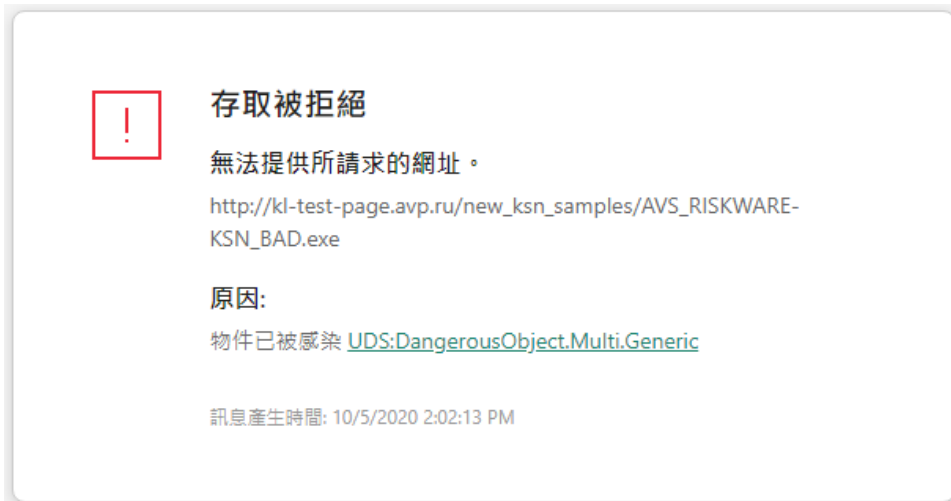 !
存取被拒絕
無法提供所請求的網址。
http://kl-test-page.avp.ru/new_ksn_samples/AVS_RISKWARE-
KSN_BAD.exe
原因:
物件已被感染 UDS:DangerousObject.Multi.Generic
訊息產生時間: 10/5/2020 2:02:13 PM